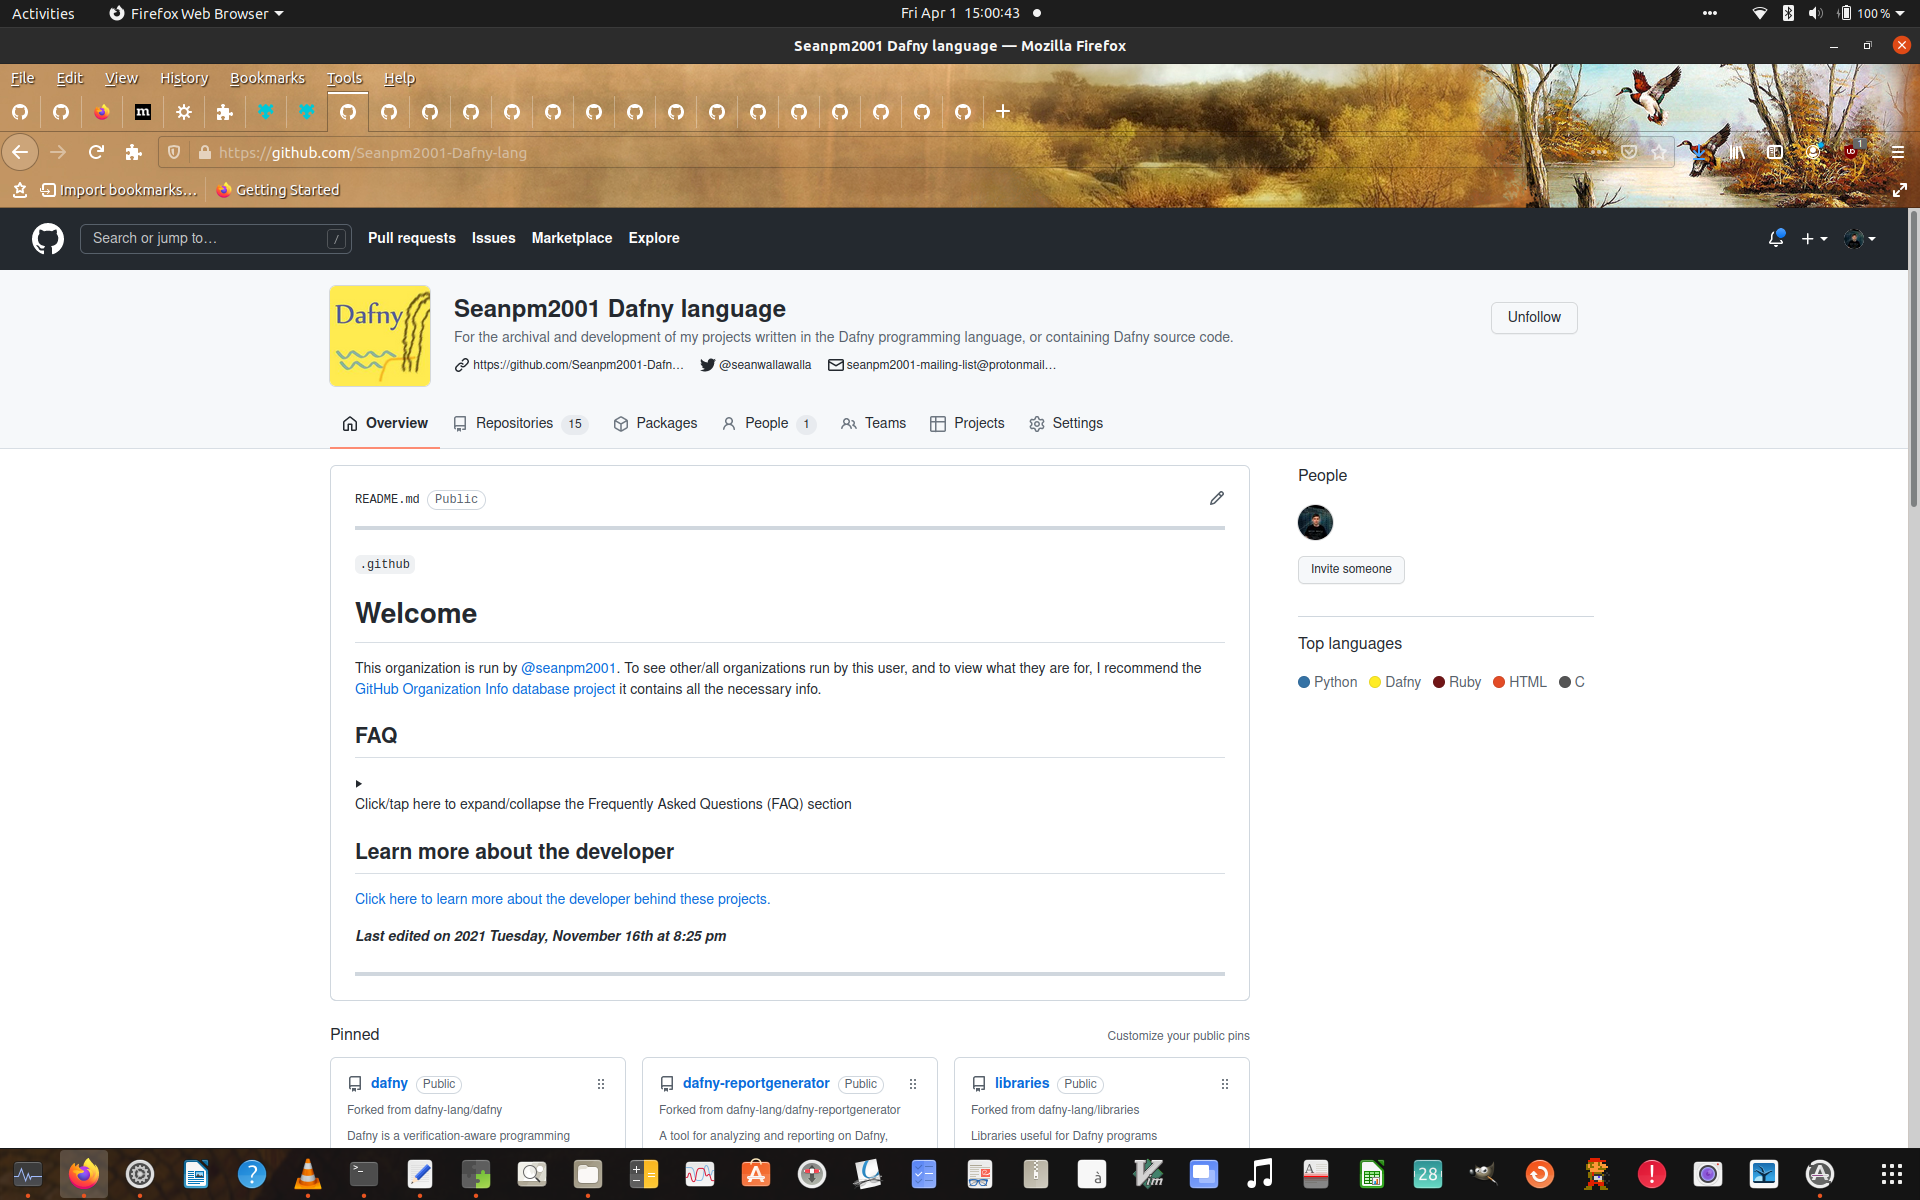 Activities
Firefox Web Browser
Fri Apr 1 15:00:43
100 %
Seanpm2001 Dafny language — Mozilla Firefox
File Edit View History Bookmarks Tools Help
https://github.com/Seanpm2001-Dafny-lang
1
Import bookmarks…
Getting Started
Search or jump to…
/
Pull requests
Issues
Marketplace
Explore
Dafny
Seanpm2001 Dafny language
For the archival and development of my projects written in the Dafny programming language, or containing Dafny source code.
https://github.com/Seanpm2001-Dafn…
@seanwallawalla
seanpm2001-mailing-list@protonmail…
Unfollow
Overview
Repositories 15
Packages
People 1
Teams
Projects
Settings
README.md Public
.github
Welcome
This organization is run by @seanpm2001. To see other/all organizations run by this user, and to view what they are for, I recommend the
GitHub Organization Info database project it contains all the necessary info.
FAQ
Click/tap here to expand/collapse the Frequently Asked Questions (FAQ) section
Learn more about the developer
Click here to learn more about the developer behind these projects.
Last edited on 2021 Tuesday, November 16th at 8:25 pm
People
Invite someone
Top languages
Python Dafny Ruby HTML C
Pinned
Customize your public pins
dafny Public
Forked from dafny-lang/dafny
Dafny is a verification-aware programming
dafny-reportgenerator Public
Forked from dafny-lang/dafny-reportgenerator
A tool for analyzing and reporting on Dafny,
libraries Public
Forked from dafny-lang/libraries
Libraries useful for Dafny programs
28